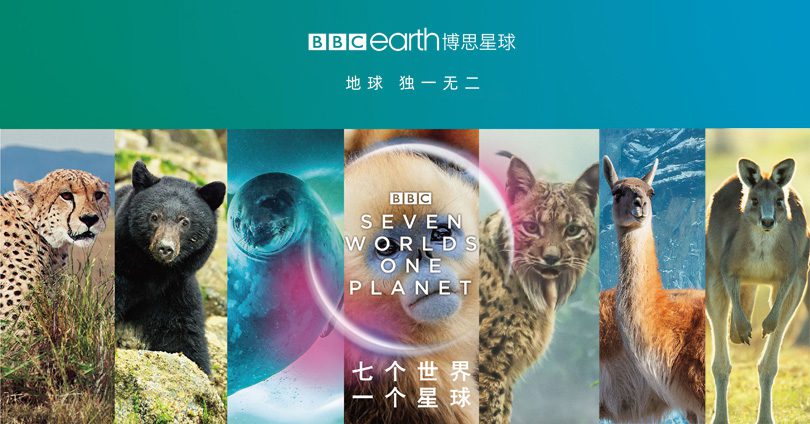 BBC earth 博思星球
地球 独一无二
BBC
SEVEN
WORLDS
ONE
PLANET
七个世界
一个星球